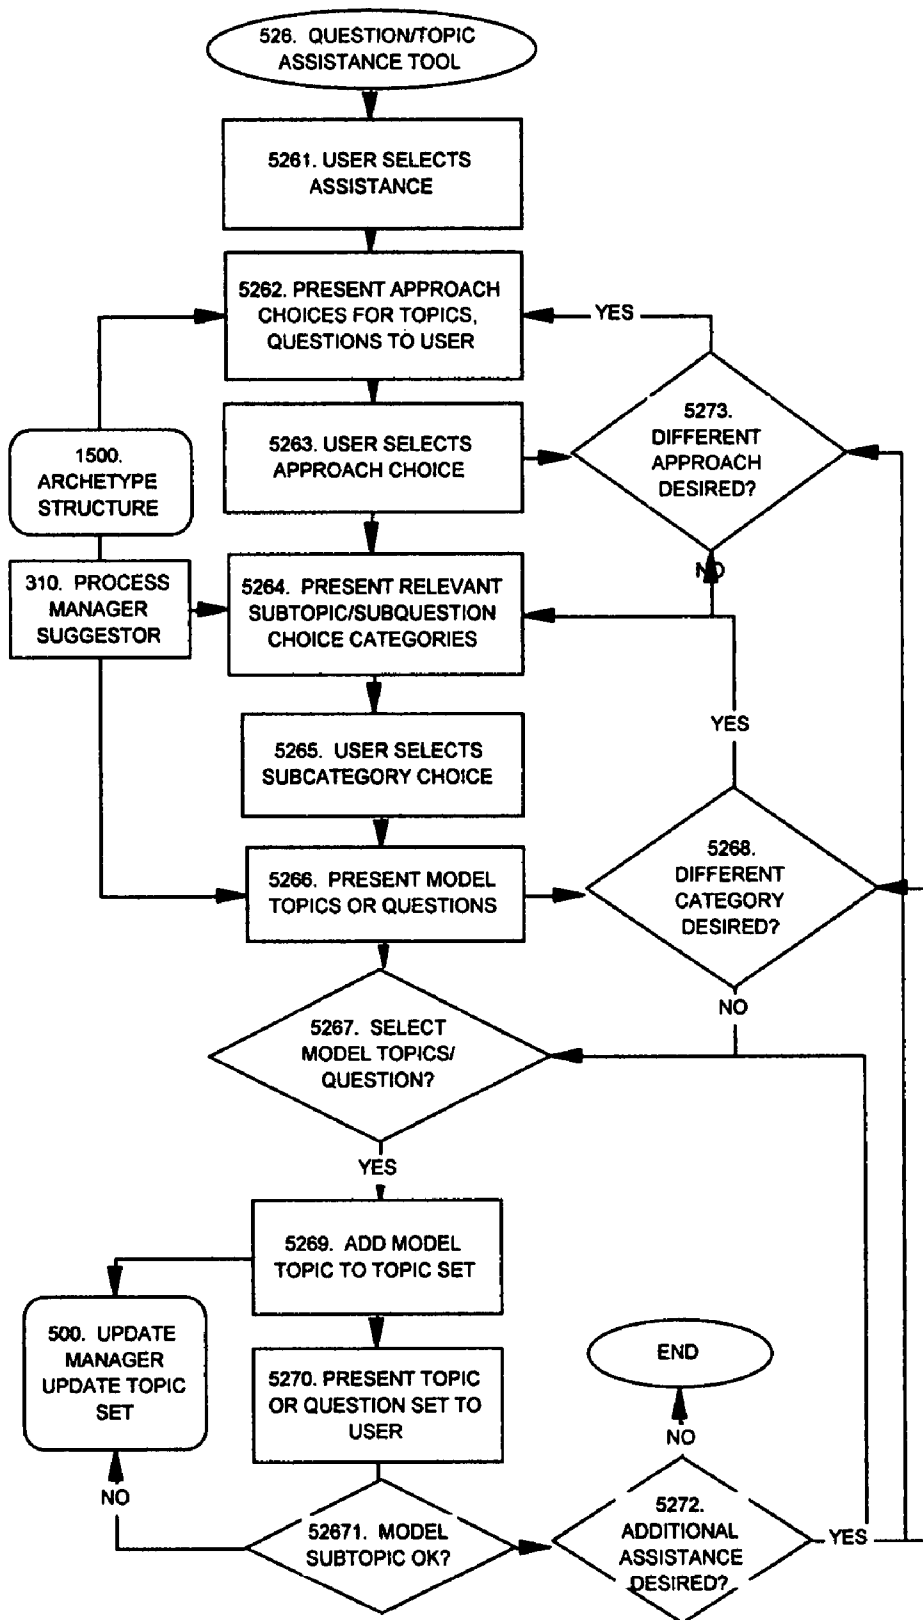 526. QUESTION/TOPIC
ASSISTANCE TOOL
5261. USER SELECTS
ASSISTANCE
5262. PRESENT APPROACH
CHOICES FOR TOPICS,
QUESTIONS TO USER
YES
5273.
DIFFERENT
APPROACH
DESIRED?
5263. USER SELECTS
APPROACH CHOICE
1500.
ARCHETYPE
STRUCTURE
NO
310. PROCESS
MANAGER
SUGGESTOR
5264. PRESENT RELEVANT
SUBTOPIC/SUBQUESTION
CHOICE CATEGORIES
YES
5265. USER SELECTS
SUBCATEGORY CHOICE
5268.
DIFFERENT
CATEGORY
DESIRED?
5266. PRESENT MODEL
TOPICS OR QUESTIONS
NO
5267. SELECT
MODEL TOPICS/
QUESTION?
YES
5269. ADD MODEL
TOPIC TO TOPIC SET
500. UPDATE
MANAGER
UPDATE TOPIC
SET
END
5270. PRESENT TOPIC
OR QUESTION SET TO
USER
NO
NO
52671. MODEL
SUBTOPIC OK?
5272.
ADDITIONAL
ASSISTANCE
DESIRED?
YES